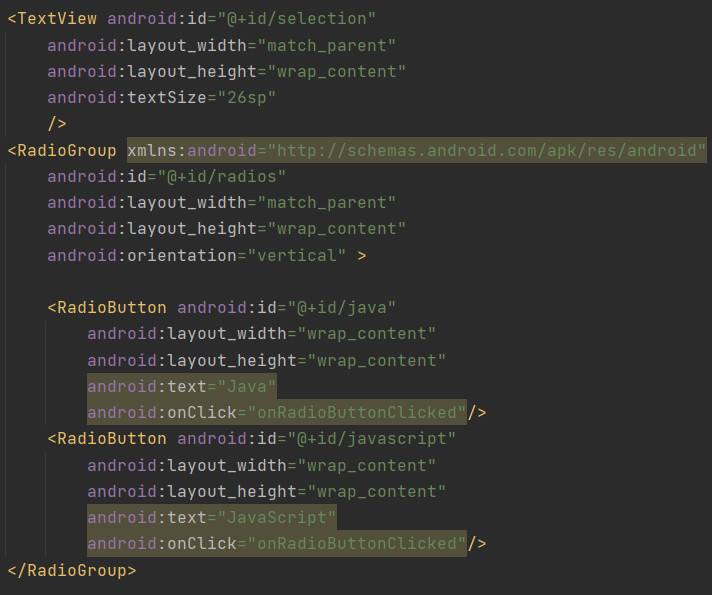 <TextView android:id="@+id/selection"
    android:layout_width="match_parent"
    android:layout_height="wrap_content"
    android:textSize="26sp"
    />
<RadioGroup xmlns:android="http://schemas.android.com/apk/res/android"
    android:id="@+id/radios"
    android:layout_width="match_parent"
    android:layout_height="wrap_content"
    android:orientation="vertical" >

    <RadioButton android:id="@+id/java"
        android:layout_width="wrap_content"
        android:layout_height="wrap_content"
        android:text="Java"
        android:onClick="onRadioButtonClicked"/>
    <RadioButton android:id="@+id/javascript"
        android:layout_width="wrap_content"
        android:layout_height="wrap_content"
        android:text="JavaScript"
        android:onClick="onRadioButtonClicked"/>
</RadioGroup>